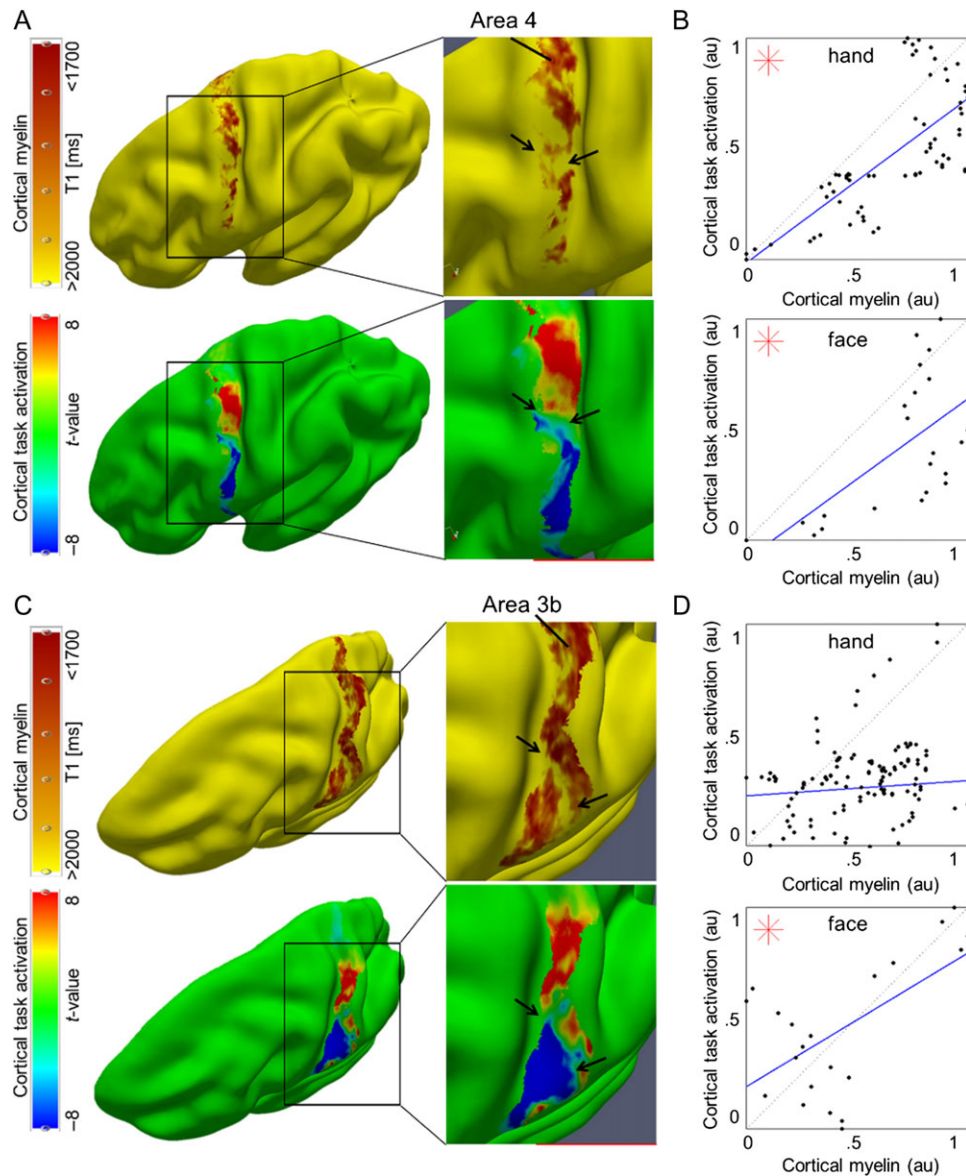 A
Area 4
B
<1700
Cortical myelin
T1 [ms]
>2000
8
Cortical task activation
t-value
−8
hand
Cortical task activation (au)
1
.5
0
.5
1
Cortical myelin (au)
face
Cortical task activation (au)
1
.5
0
0
.5
1
Cortical myelin (au)
C
Area 3b
D
<1700
Cortical myelin
T1 [ms]
>2000
8
Cortical task activation
t-value
−8
hand
Cortical task activation (au)
1
.5
0
0
.5
1
Cortical myelin (au)
face
Cortical task activation (au)
1
.5
0
0
.5
1
Cortical myelin (au)